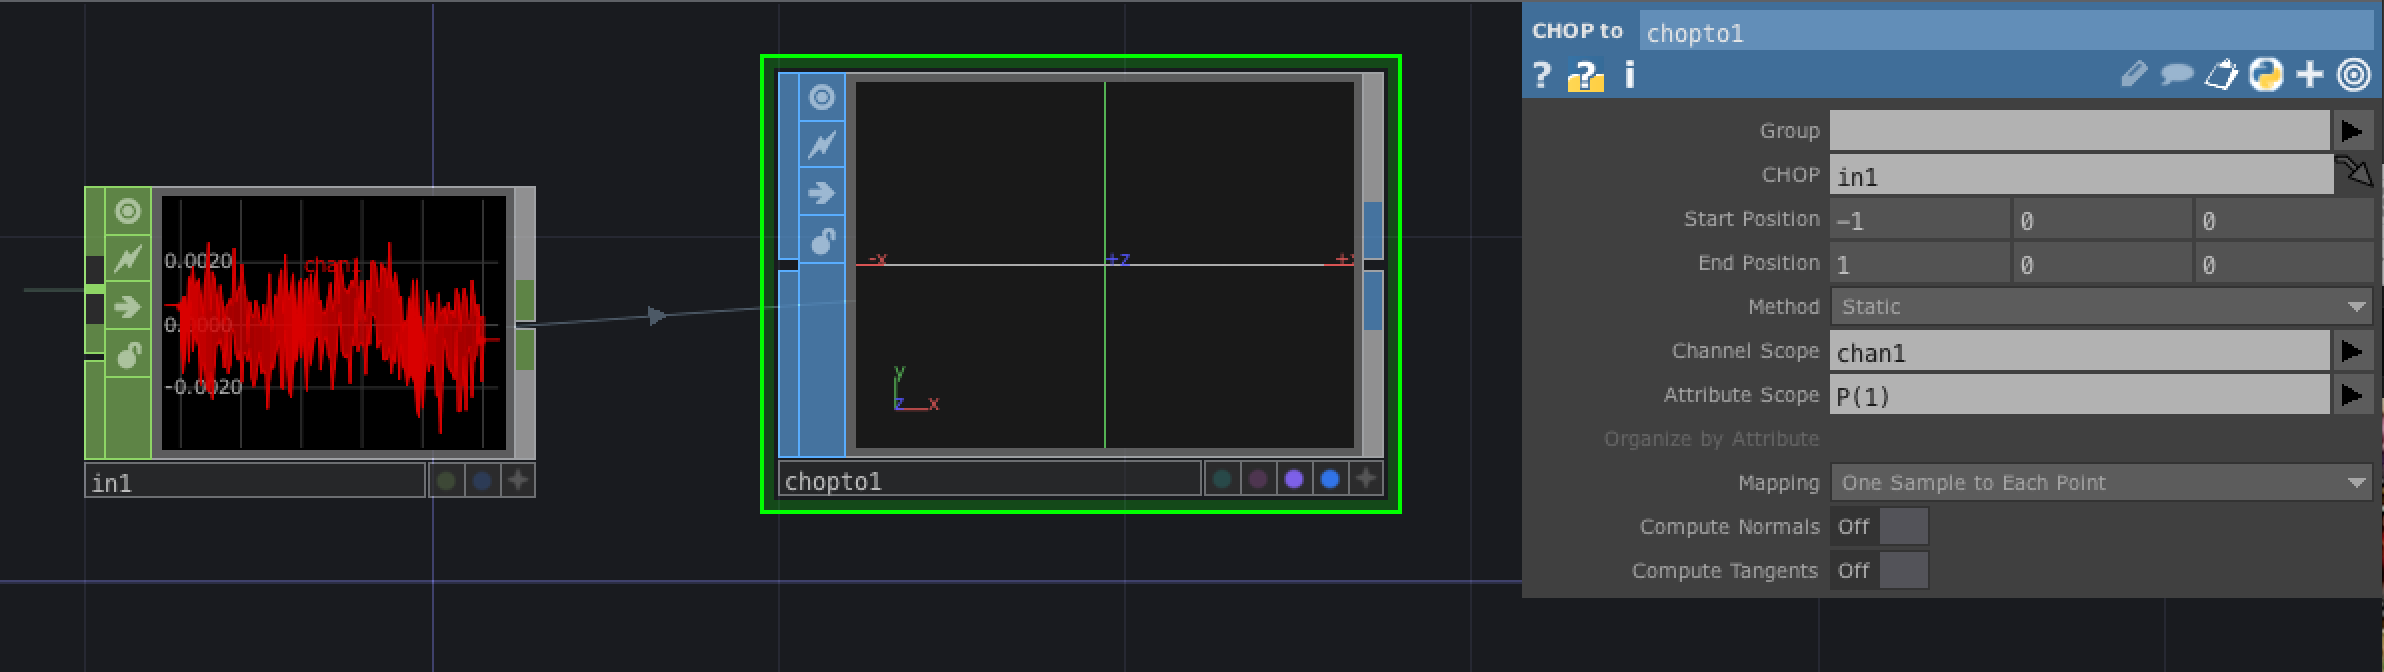 CHOP to chopto1
? ? i
Group
CHOP in1
Start Position -1 0 0
End Position 1 0 0
Method Static
Channel Scope chan1
Attribute Scope P(1)
Organize by Attribute
Mapping One Sample to Each Point
Compute Normals Off
Compute Tangents Off
0.0020
chan1
0.0000
-0.0020
in1
-x
+z
y
z
x
chopto1